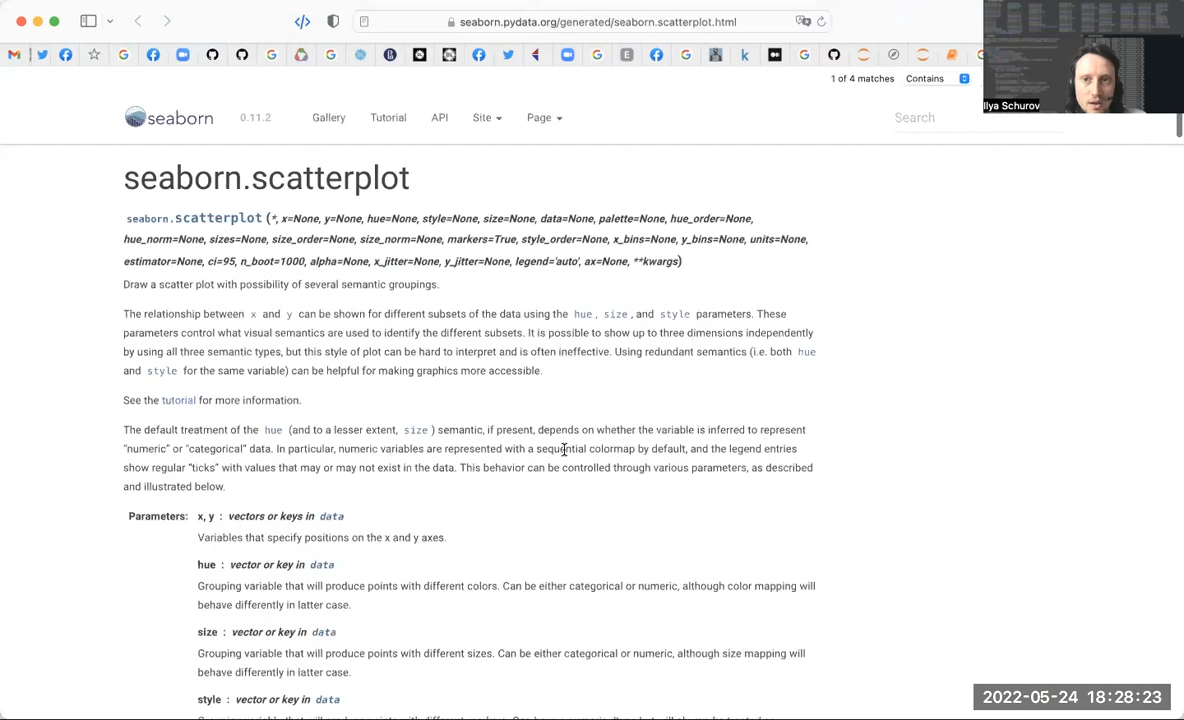 seaborn.pydata.org/generated/seaborn.scatterplot.html
1 of 4 matches Contains
Ilya Schurov
seaborn 0.11.2 Gallery Tutorial API Site Page Search
seaborn.scatterplot
seaborn.scatterplot(*, x=None, y=None, hue=None, style=None, size=None, data=None, palette=None, hue_order=None,
hue_norm=None, sizes=None, size_order=None, size_norm=None, markers=True, style_order=None, x_bins=None, y_bins=None, units=None,
estimator=None, ci=95, n_boot=1000, alpha=None, x_jitter=None, y_jitter=None, legend='auto', ax=None, **kwargs)
Draw a scatter plot with possibility of several semantic groupings.
The relationship between x and y can be shown for different subsets of the data using the hue, size, and style parameters. These
parameters control what visual semantics are used to identify the different subsets. It is possible to show up to three dimensions independently
by using all three semantic types, but this style of plot can be hard to interpret and is often ineffective. Using redundant semantics (i.e. both hue
and style for the same variable) can be helpful for making graphics more accessible.
See the tutorial for more information.
The default treatment of the hue (and to a lesser extent, size) semantic, if present, depends on whether the variable is inferred to represent
“numeric” or “categorical” data. In particular, numeric variables are represented with a sequential colormap by default, and the legend entries
show regular “ticks” with values that may or may not exist in the data. This behavior can be controlled through various parameters, as described
and illustrated below.
Parameters: x, y : vectors or keys in data
Variables that specify positions on the x and y axes.
hue : vector or key in data
Grouping variable that will produce points with different colors. Can be either categorical or numeric, although color mapping will
behave differently in latter case.
size : vector or key in data
Grouping variable that will produce points with different sizes. Can be either categorical or numeric, although size mapping will
behave differently in latter case.
style : vector or key in data
2022-05-24 18:28:23